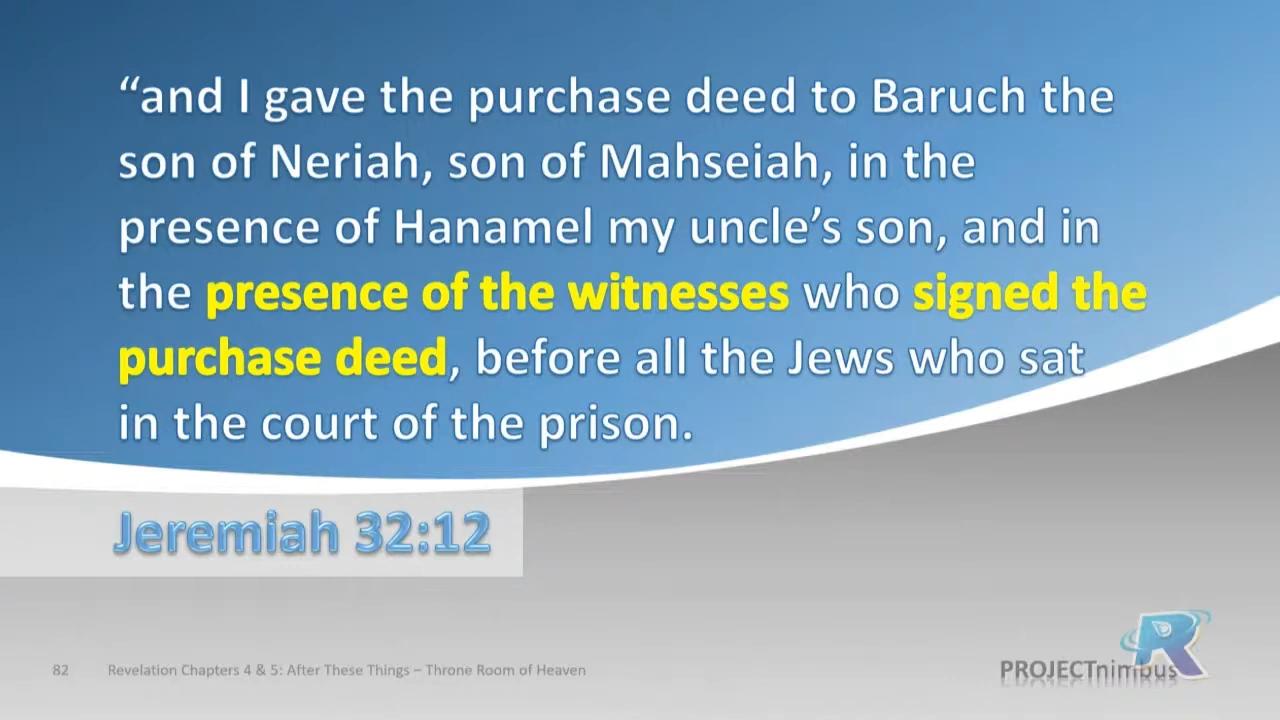 “and I gave the purchase deed to Baruch the
son of Neriah, son of Mahseiah, in the
presence of Hanamel my uncle’s son, and in
the presence of the witnesses who signed the
purchase deed, before all the Jews who sat
in the court of the prison.
Jeremiah 32:12
82 Revelation Chapters 4 & 5: After These Things – Throne Room of Heaven
PROJECTnimbus
R